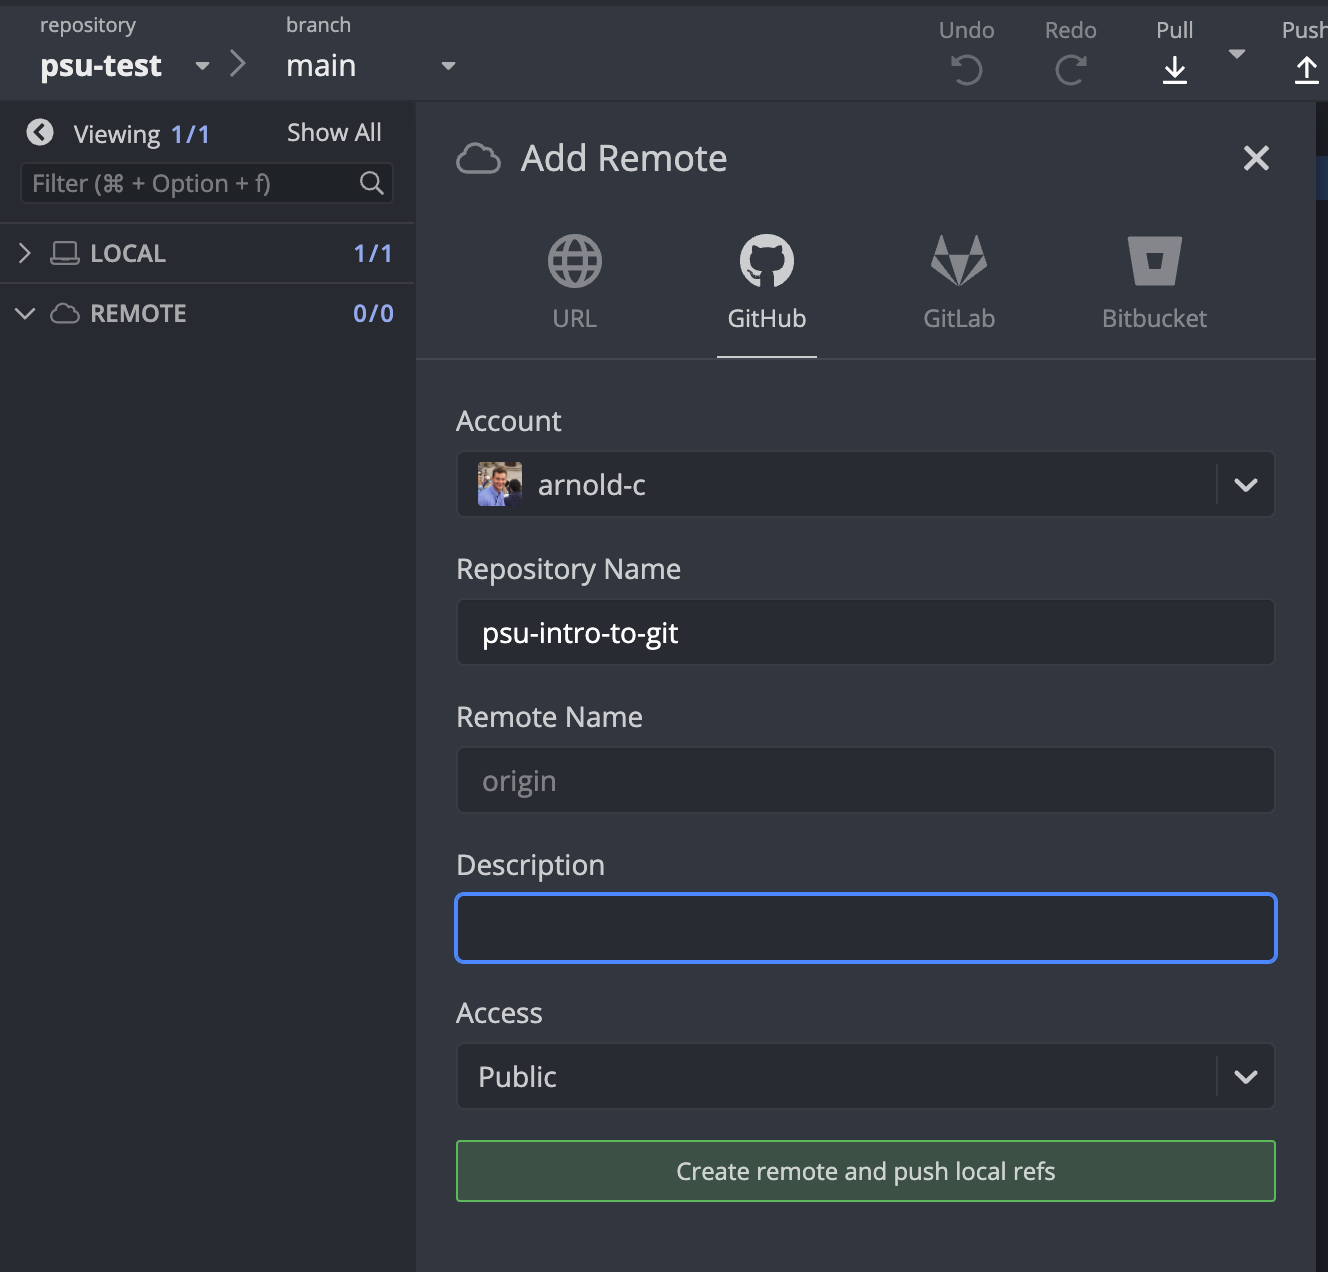 repository
psu-test
branch
main
Undo
Redo
Pull
Push
Viewing 1/1
Show All
Filter (⌘ + Option + f)
LOCAL 1/1
REMOTE 0/0
Add Remote
URL
GitHub
GitLab
Bitbucket
Account
arnold-c
Repository Name
psu-intro-to-git
Remote Name
origin
Description
Access
Public
Create remote and push local refs